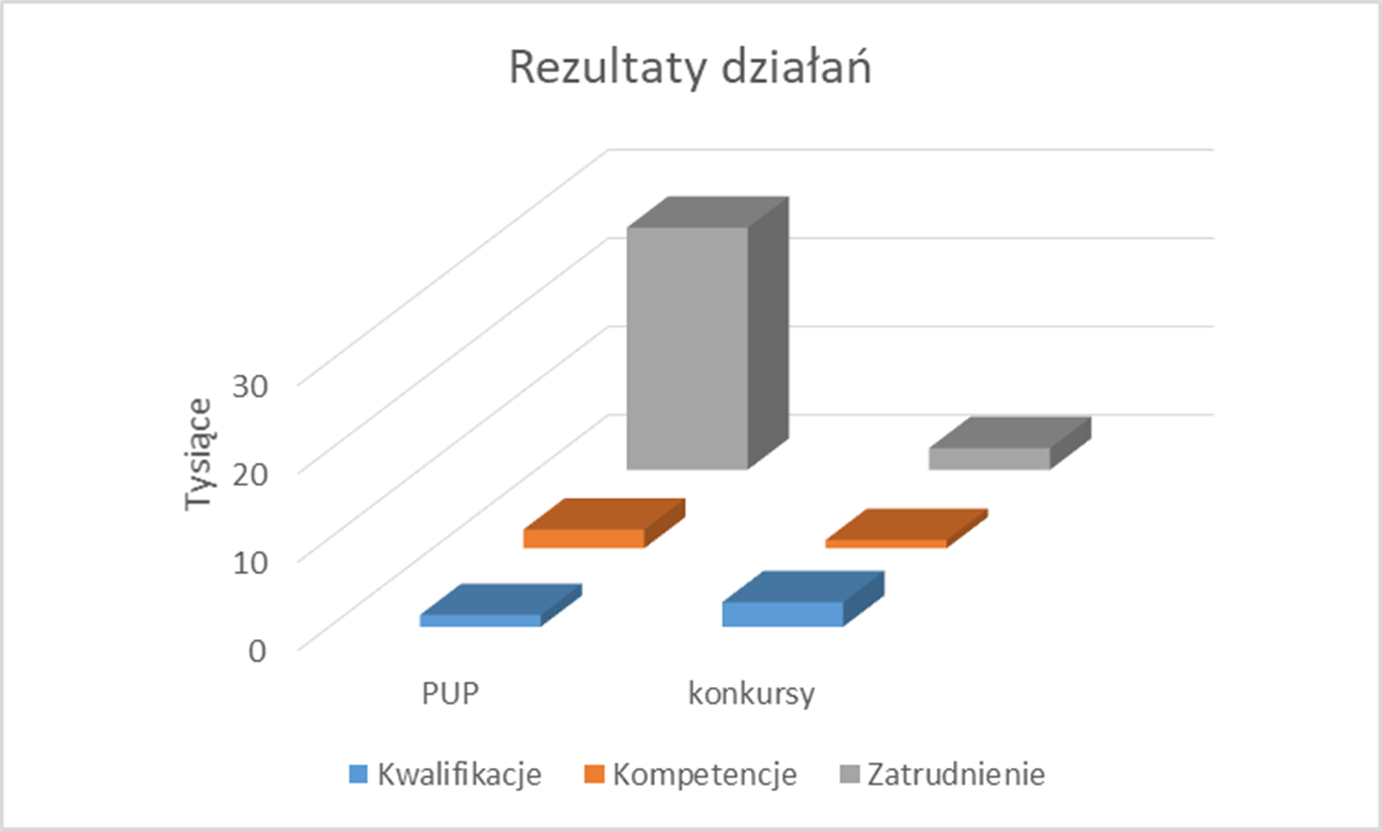 Rezultaty działań
Tysiące
30
20
10
0
PUP konkursy
Kwalifikacje Kompetencje Zatrudnienie